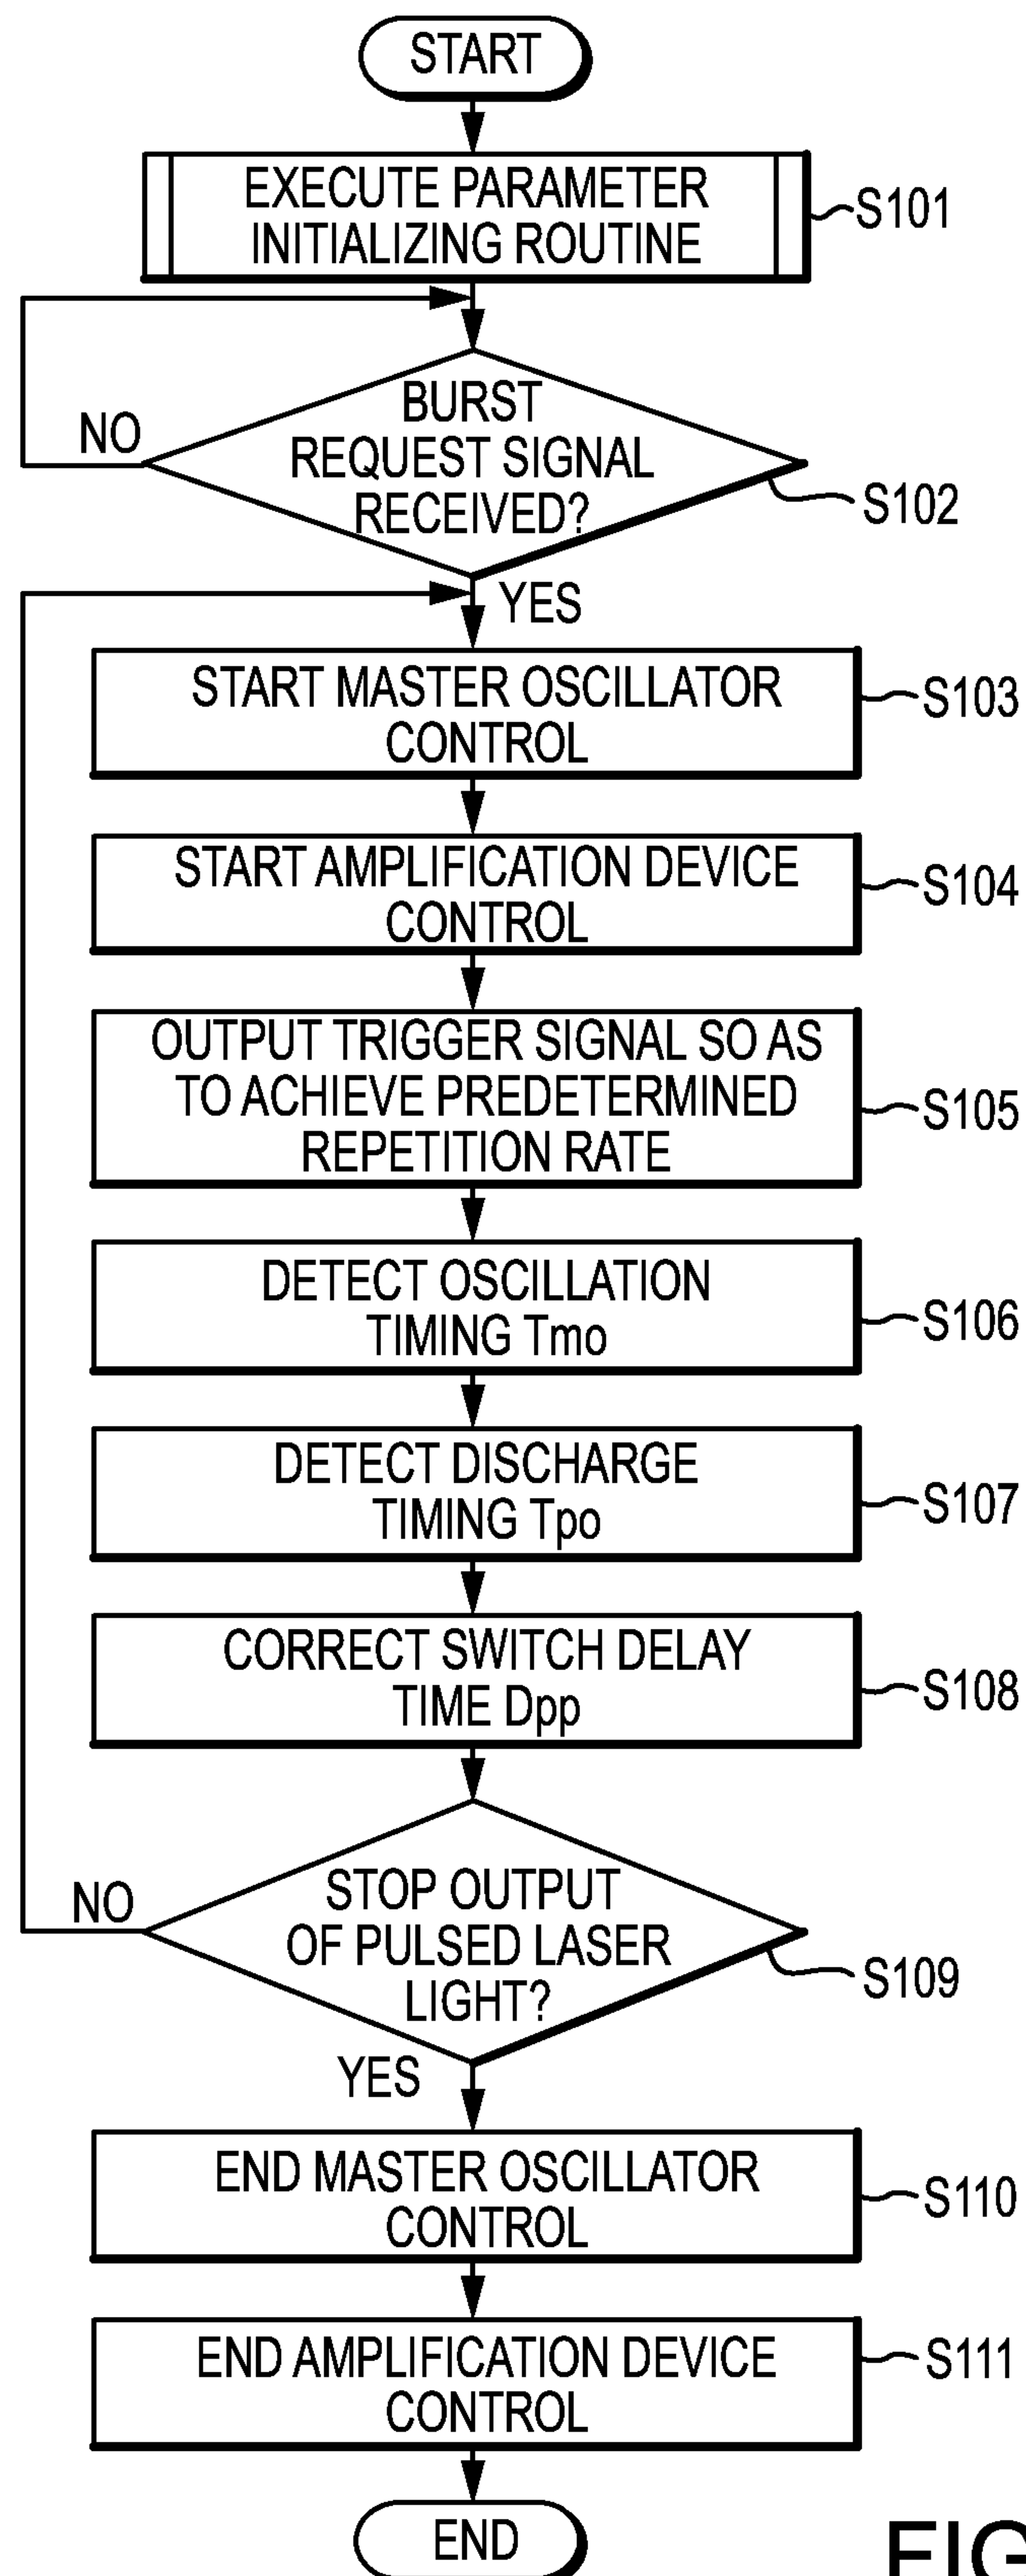 START
EXECUTE PARAMETER
INITIALIZING ROUTINE
S101
BURST
REQUEST SIGNAL
RECEIVED?
NO
S102
YES
START MASTER OSCILLATOR
CONTROL
S103
START AMPLIFICATION DEVICE
CONTROL
S104
OUTPUT TRIGGER SIGNAL SO AS
TO ACHIEVE PREDETERMINED
REPETITION RATE
S105
DETECT OSCILLATION
TIMING Tmo
S106
DETECT DISCHARGE
TIMING Tpo
S107
CORRECT SWITCH DELAY
TIME Dpp
S108
STOP OUTPUT
OF PULSED LASER
LIGHT?
NO
S109
YES
END MASTER OSCILLATOR
CONTROL
S110
END AMPLIFICATION DEVICE
CONTROL
S111
END
FIG